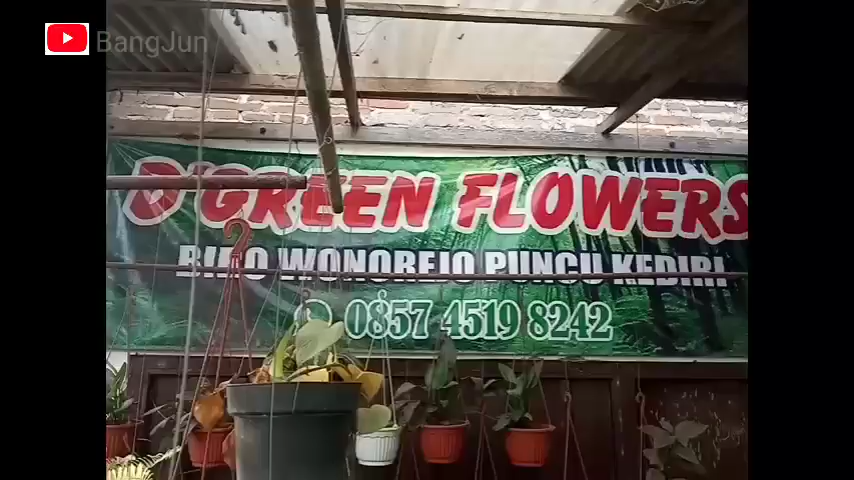 BangJun
D'GREEN FLOWERS
WONOREJO PUNCU KEDIRI
0857 4519 8242